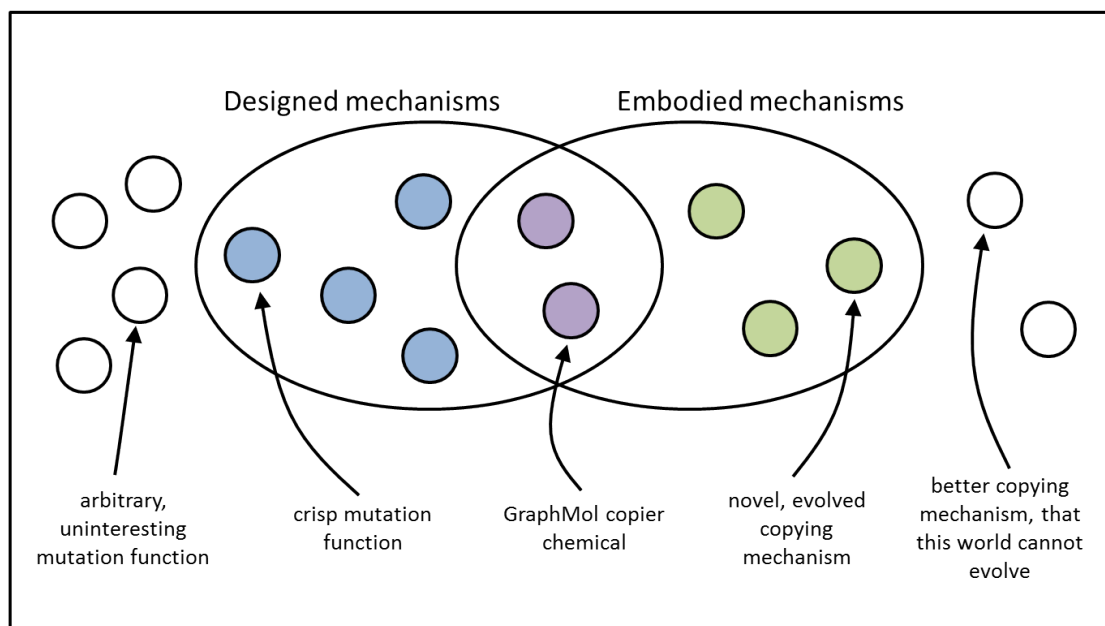 Designed mechanisms
Embodied mechanisms
arbitrary,
uninteresting
mutation function
crisp mutation
function
GraphMol copier
chemical
novel, evolved
copying
mechanism
better copying
mechanism, that
this world cannot
evolve